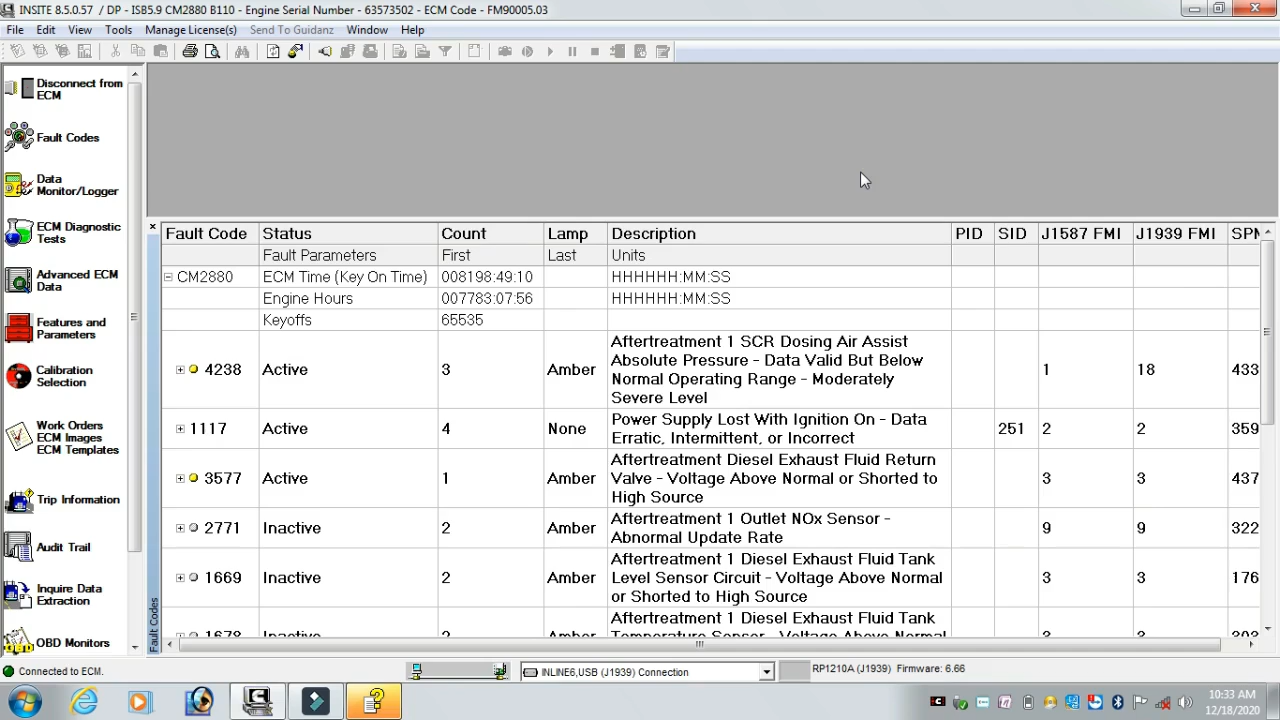 INSITE 8.5.0.57 / DP - ISB5.9 CM2880 B110 - Engine Serial Number - 63573502 - ECM Code - FM90005.03
File Edit View Tools Manage License(s) Send To Guidanz Window Help
Disconnect from
ECM
Fault Codes
Data
Monitor/Logger
ECM Diagnostic
Tests
Advanced ECM
Data
Features and
Parameters
Calibration
Selection
Work Orders
ECM Images
ECM Templates
Trip Information
Audit Trail
Inquire Data
Extraction
OBD Monitors
Fault Codes
Fault Code Status Count Lamp Description PID SID J1587 FMI J1939 FMI SPN
Fault Parameters First Last Units
CM2880 ECM Time (Key On Time) 008198:49:10 HHHHHH:MM:SS
Engine Hours 007783:07:56 HHHHHH:MM:SS
Keyoffs 65535
Aftertreatment 1 SCR Dosing Air Assist
Absolute Pressure - Data Valid But Below
4238 Active 3 Amber Normal Operating Range - Moderately 1 18 433
Severe Level
Power Supply Lost With Ignition On - Data
1117 Active 4 None Erratic, Intermittent, or Incorrect 251 2 2 359
Aftertreatment Diesel Exhaust Fluid Return
3577 Active 1 Amber Valve - Voltage Above Normal or Shorted to 3 3 437
High Source
Aftertreatment 1 Outlet NOx Sensor -
2771 Inactive 2 Amber Abnormal Update Rate 9 9 322
Aftertreatment 1 Diesel Exhaust Fluid Tank
1669 Inactive 2 Amber Level Sensor Circuit - Voltage Above Normal 3 3 176
or Shorted to High Source
Aftertreatment 1 Diesel Exhaust Fluid Tank
1678 Inactive 2 Amber Temperature Sensor - Voltage Above Normal 3 3
Connected to ECM.
INLINE6,USB (J1939) Connection
RP1210A (J1939) Firmware: 6.66
10:33 AM
12/18/2020